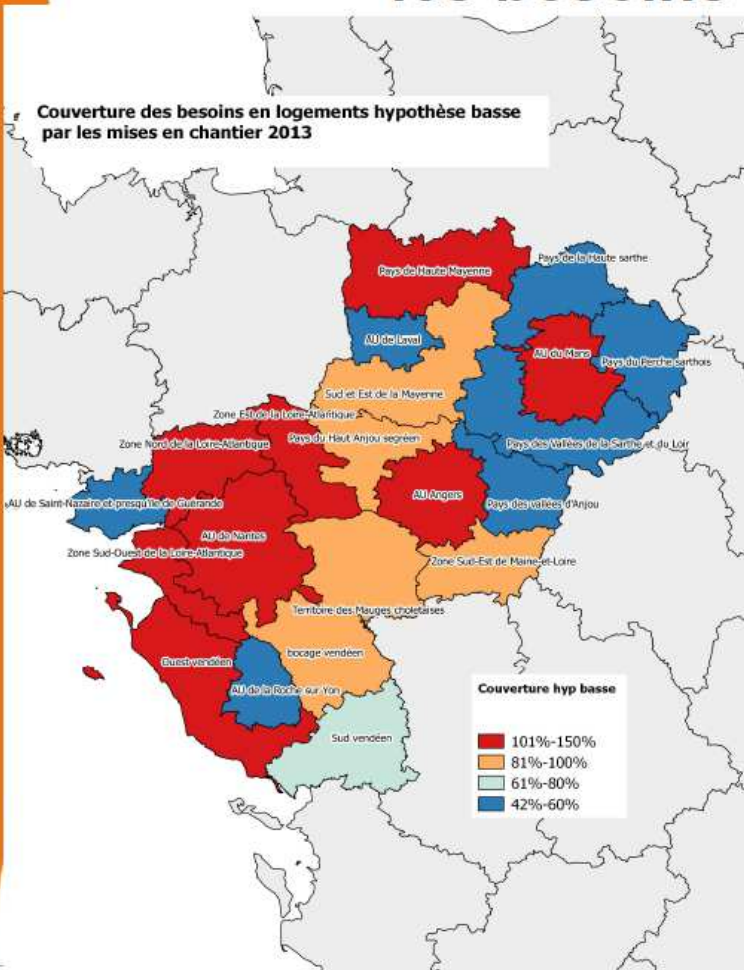 Couverture des besoins en logements hypothèse basse
par les mises en chantier 2013
Pays de la Haute sarthe
Pays de Haute Mayenne
AU de Laval
AU du Mans
Pays du Perche sarthois
Sud et Est de la Mayenne
Zone Est de la Loire-Atlantique
Zone Nord de la Loire-Atlantique
Pays du Haut Anjou segréen
Pays des Vallées de la Sarthe et du Loir
AU de Saint-Nazaire et presqu'île de Guérande
AU Angers
Pays des vallées d'Anjou
AU de Nantes
Zone Sud-Ouest de la Loire-Atlantique
Zone Sud-Est de Maine-et-Loire
Territoire des Mauges choletaises
bocage vendéen
Ouest vendéen
AU de la Roche sur Yon
Sud vendéen
Couverture hyp basse
101%-150%
81%-100%
61%-80%
42%-60%